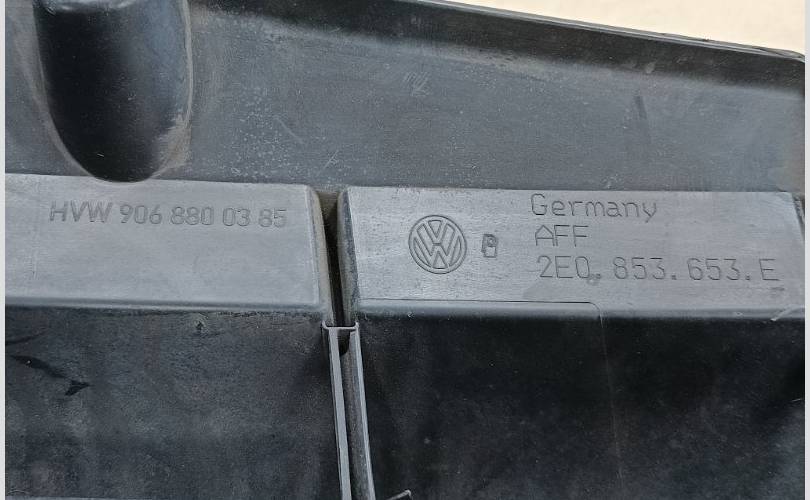 HVW 906 880 03 85
Germany
AFF
2E0.853.653.E